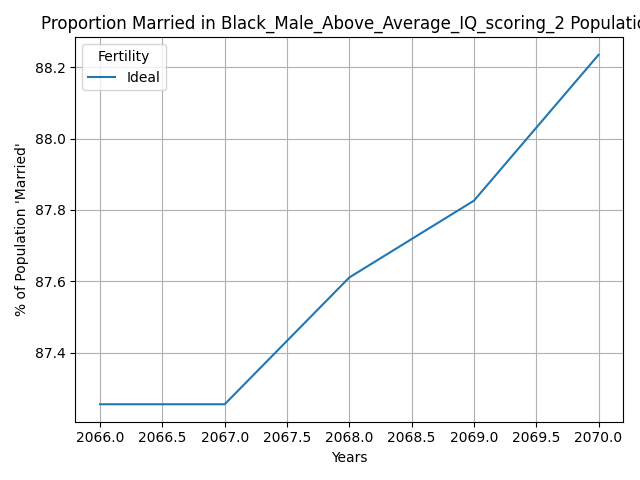 Proportion Married in Black_Male_Above_Average_IQ_scoring_2 Populatio
Fertility
Ideal
88.2
88.0
87.8
87.6
87.4
% of Population 'Married'
2066.0 2066.5 2067.0 2067.5 2068.0 2068.5 2069.0 2069.5 2070.0
Years